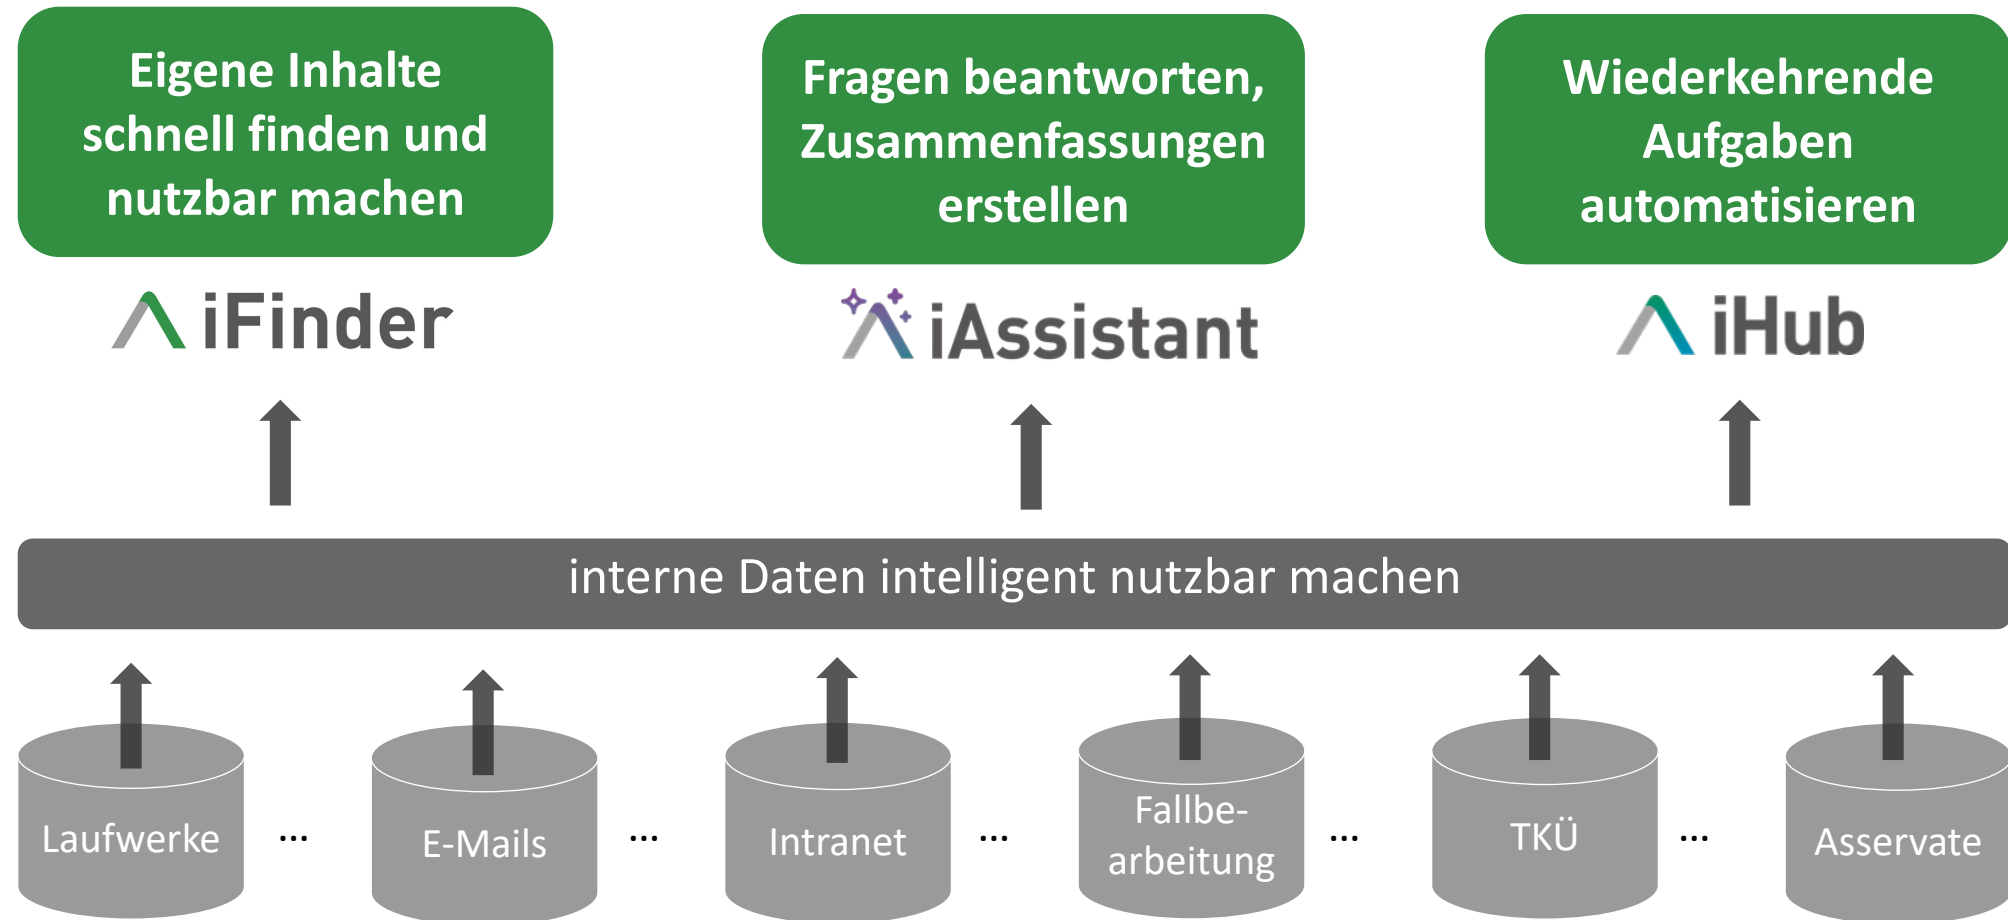 Eigene Inhalte
schnell finden und
nutzbar machen
Fragen beantworten,
Zusammenfassungen
erstellen
Wiederkehrende
Aufgaben
automatisieren
iFinder
iAssistant
iHub
interne Daten intelligent nutzbar machen
Laufwerke
...
E-Mails
...
Intranet
...
Fallbe-
arbeitung
...
TKÜ
...
Asservate